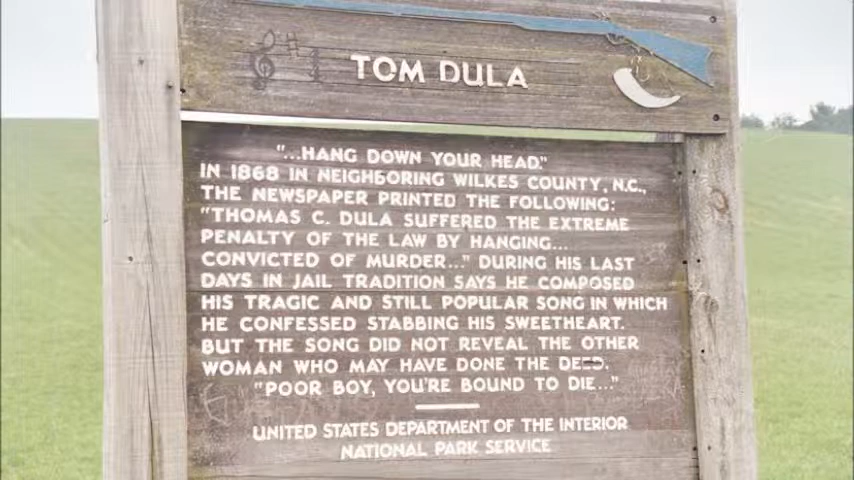 TOM DULA
"...HANG DOWN YOUR HEAD."
IN 1868 IN NEIGHBORING WILKES COUNTY, N.C.,
THE NEWSPAPER PRINTED THE FOLLOWING:
"THOMAS C. DULA SUFFERED THE EXTREME
PENALTY OF THE LAW BY HANGING...
CONVICTED OF MURDER..." DURING HIS LAST
DAYS IN JAIL TRADITION SAYS HE COMPOSED
HIS TRAGIC AND STILL POPULAR SONG IN WHICH
HE CONFESSED STABBING HIS SWEETHEART.
BUT THE SONG DID NOT REVEAL THE OTHER
WOMAN WHO MAY HAVE DONE THE DEED.
"POOR BOY, YOU'RE BOUND TO DIE..."
UNITED STATES DEPARTMENT OF THE INTERIOR
NATIONAL PARK SERVICE